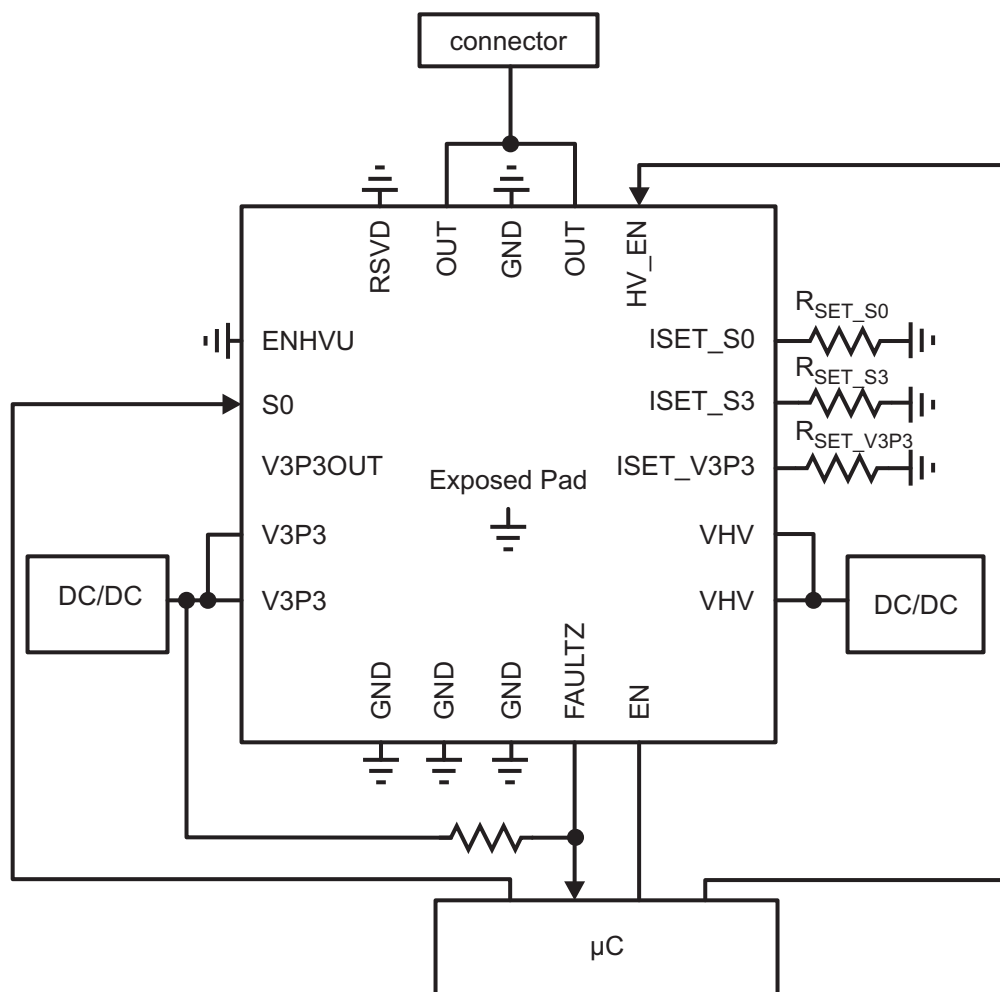 connector
RSVD
OUT
GND
OUT
HV_EN
ENHVU
S0
V3P3OUT
V3P3
V3P3
ISET_S0
ISET_S3
ISET_V3P3
VHV
VHV
RSET_S0
RSET_S3
RSET_V3P3
Exposed Pad
DC/DC
DC/DC
GND
GND
GND
FAULTZ
EN
µC